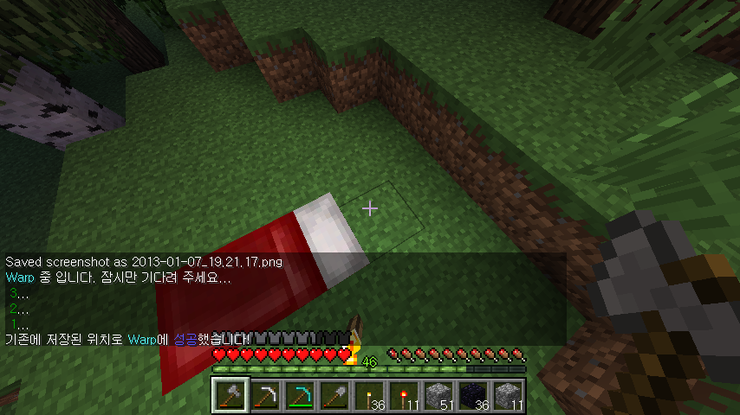 Saved screenshot as 2013-01-07_19.21.17.png
Warp 중 입니다. 잠시만 기다려 주세요...
3...
2...
1...
기존에 저장된 위치로 Warp에 성공했습니다!
46
36 11 51 36 11